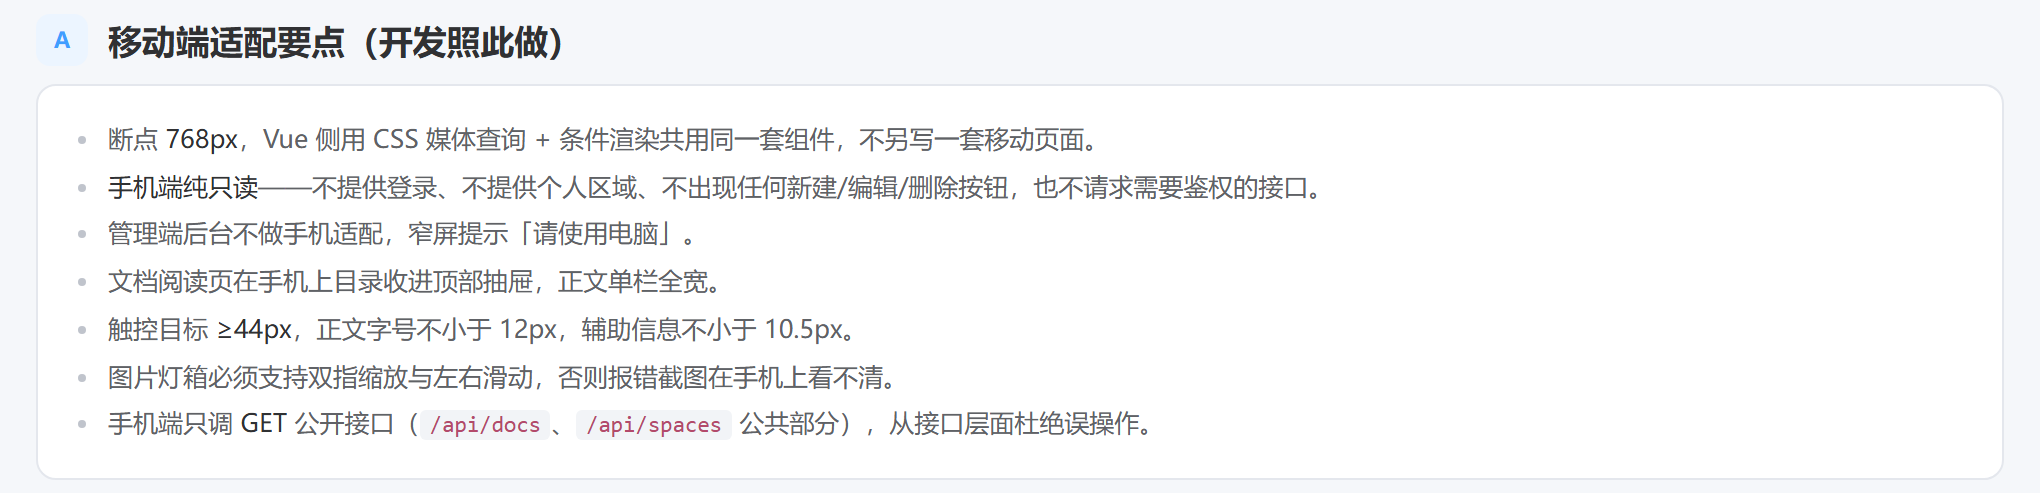 A
移动端适配要点（开发照此做）
断点 768px，Vue 侧用 CSS 媒体查询 + 条件渲染共用同一套组件，不另写一套移动页面。
手机端纯只读——不提供登录、不提供个人区域、不出现任何新建/编辑/删除按钮，也不请求需要鉴权的接口。
管理端后台不做手机适配，窄屏提示「请使用电脑」。
文档阅读页在手机上目录收进顶部抽屉，正文单栏全宽。
触控目标 ≥44px，正文字号不小于 12px，辅助信息不小于 10.5px。
图片灯箱必须支持双指缩放与左右滑动，否则报错截图在手机上看不清。
手机端只调 GET 公开接口（/api/docs、/api/spaces 公共部分），从接口层面杜绝误操作。